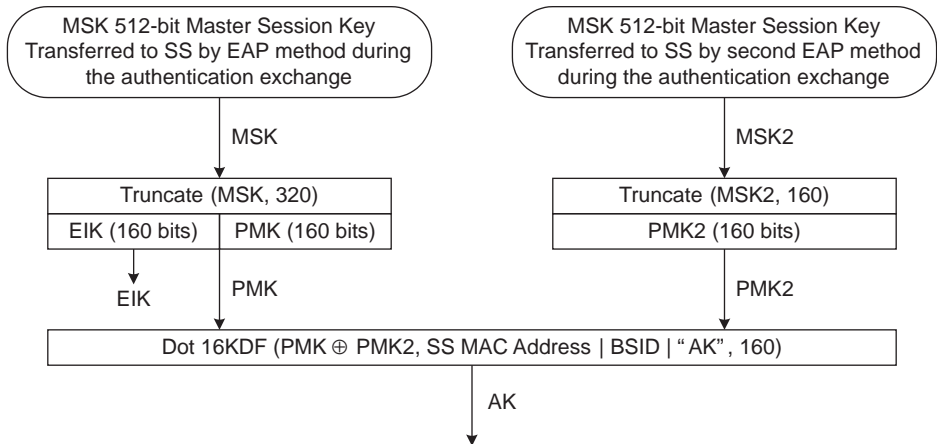 MSK 512-bit Master Session Key
Transferred to SS by EAP method during
the authentication exchange
MSK 512-bit Master Session Key
Transferred to SS by second EAP method
during the authentication exchange
MSK
MSK2
Truncate (MSK, 320)
EIK (160 bits)
PMK (160 bits)
Truncate (MSK2, 160)
PMK2 (160 bits)
EIK
PMK
PMK2
Dot 16KDF (PMK ⊕ PMK2, SS MAC Address | BSID | “AK”, 160)
AK